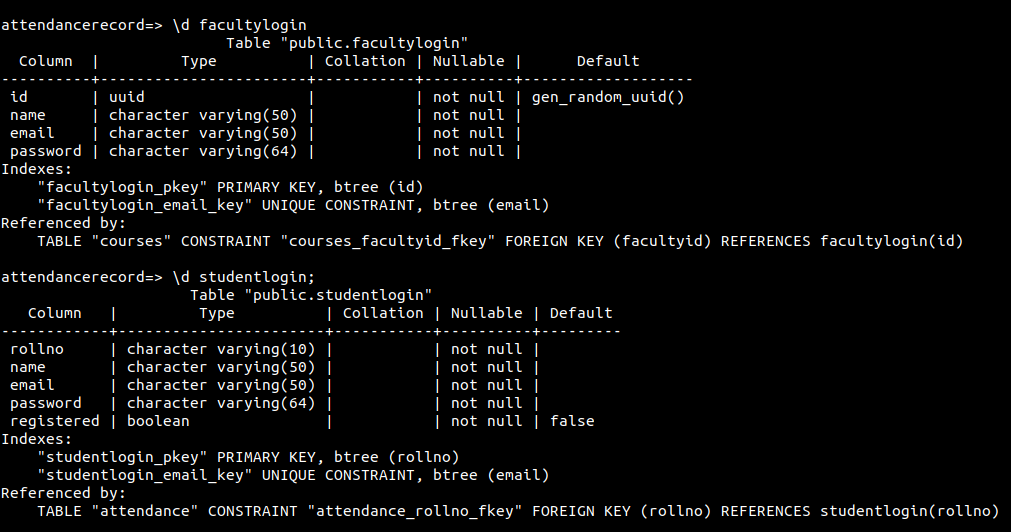 attendancerecord=> \d facultylogin
                         Table "public.facultylogin"
  Column  |         Type          | Collation | Nullable |      Default
----------+-----------------------+-----------+----------+-------------------
 id       | uuid                  |           | not null | gen_random_uuid()
 name     | character varying(50) |           | not null |
 email    | character varying(50) |           | not null |
 password | character varying(64) |           | not null |
Indexes:
    "facultylogin_pkey" PRIMARY KEY, btree (id)
    "facultylogin_email_key" UNIQUE CONSTRAINT, btree (email)
Referenced by:
    TABLE "courses" CONSTRAINT "courses_facultyid_fkey" FOREIGN KEY (facultyid) REFERENCES facultylogin(id)

attendancerecord=> \d studentlogin;
                     Table "public.studentlogin"
   Column   |         Type          | Collation | Nullable | Default
------------+-----------------------+-----------+----------+---------
 rollno     | character varying(10) |           | not null |
 name       | character varying(50) |           | not null |
 email      | character varying(50) |           | not null |
 password   | character varying(64) |           | not null |
 registered | boolean               |           | not null | false
Indexes:
    "studentlogin_pkey" PRIMARY KEY, btree (rollno)
    "studentlogin_email_key" UNIQUE CONSTRAINT, btree (email)
Referenced by:
    TABLE "attendance" CONSTRAINT "attendance_rollno_fkey" FOREIGN KEY (rollno) REFERENCES studentlogin(rollno)